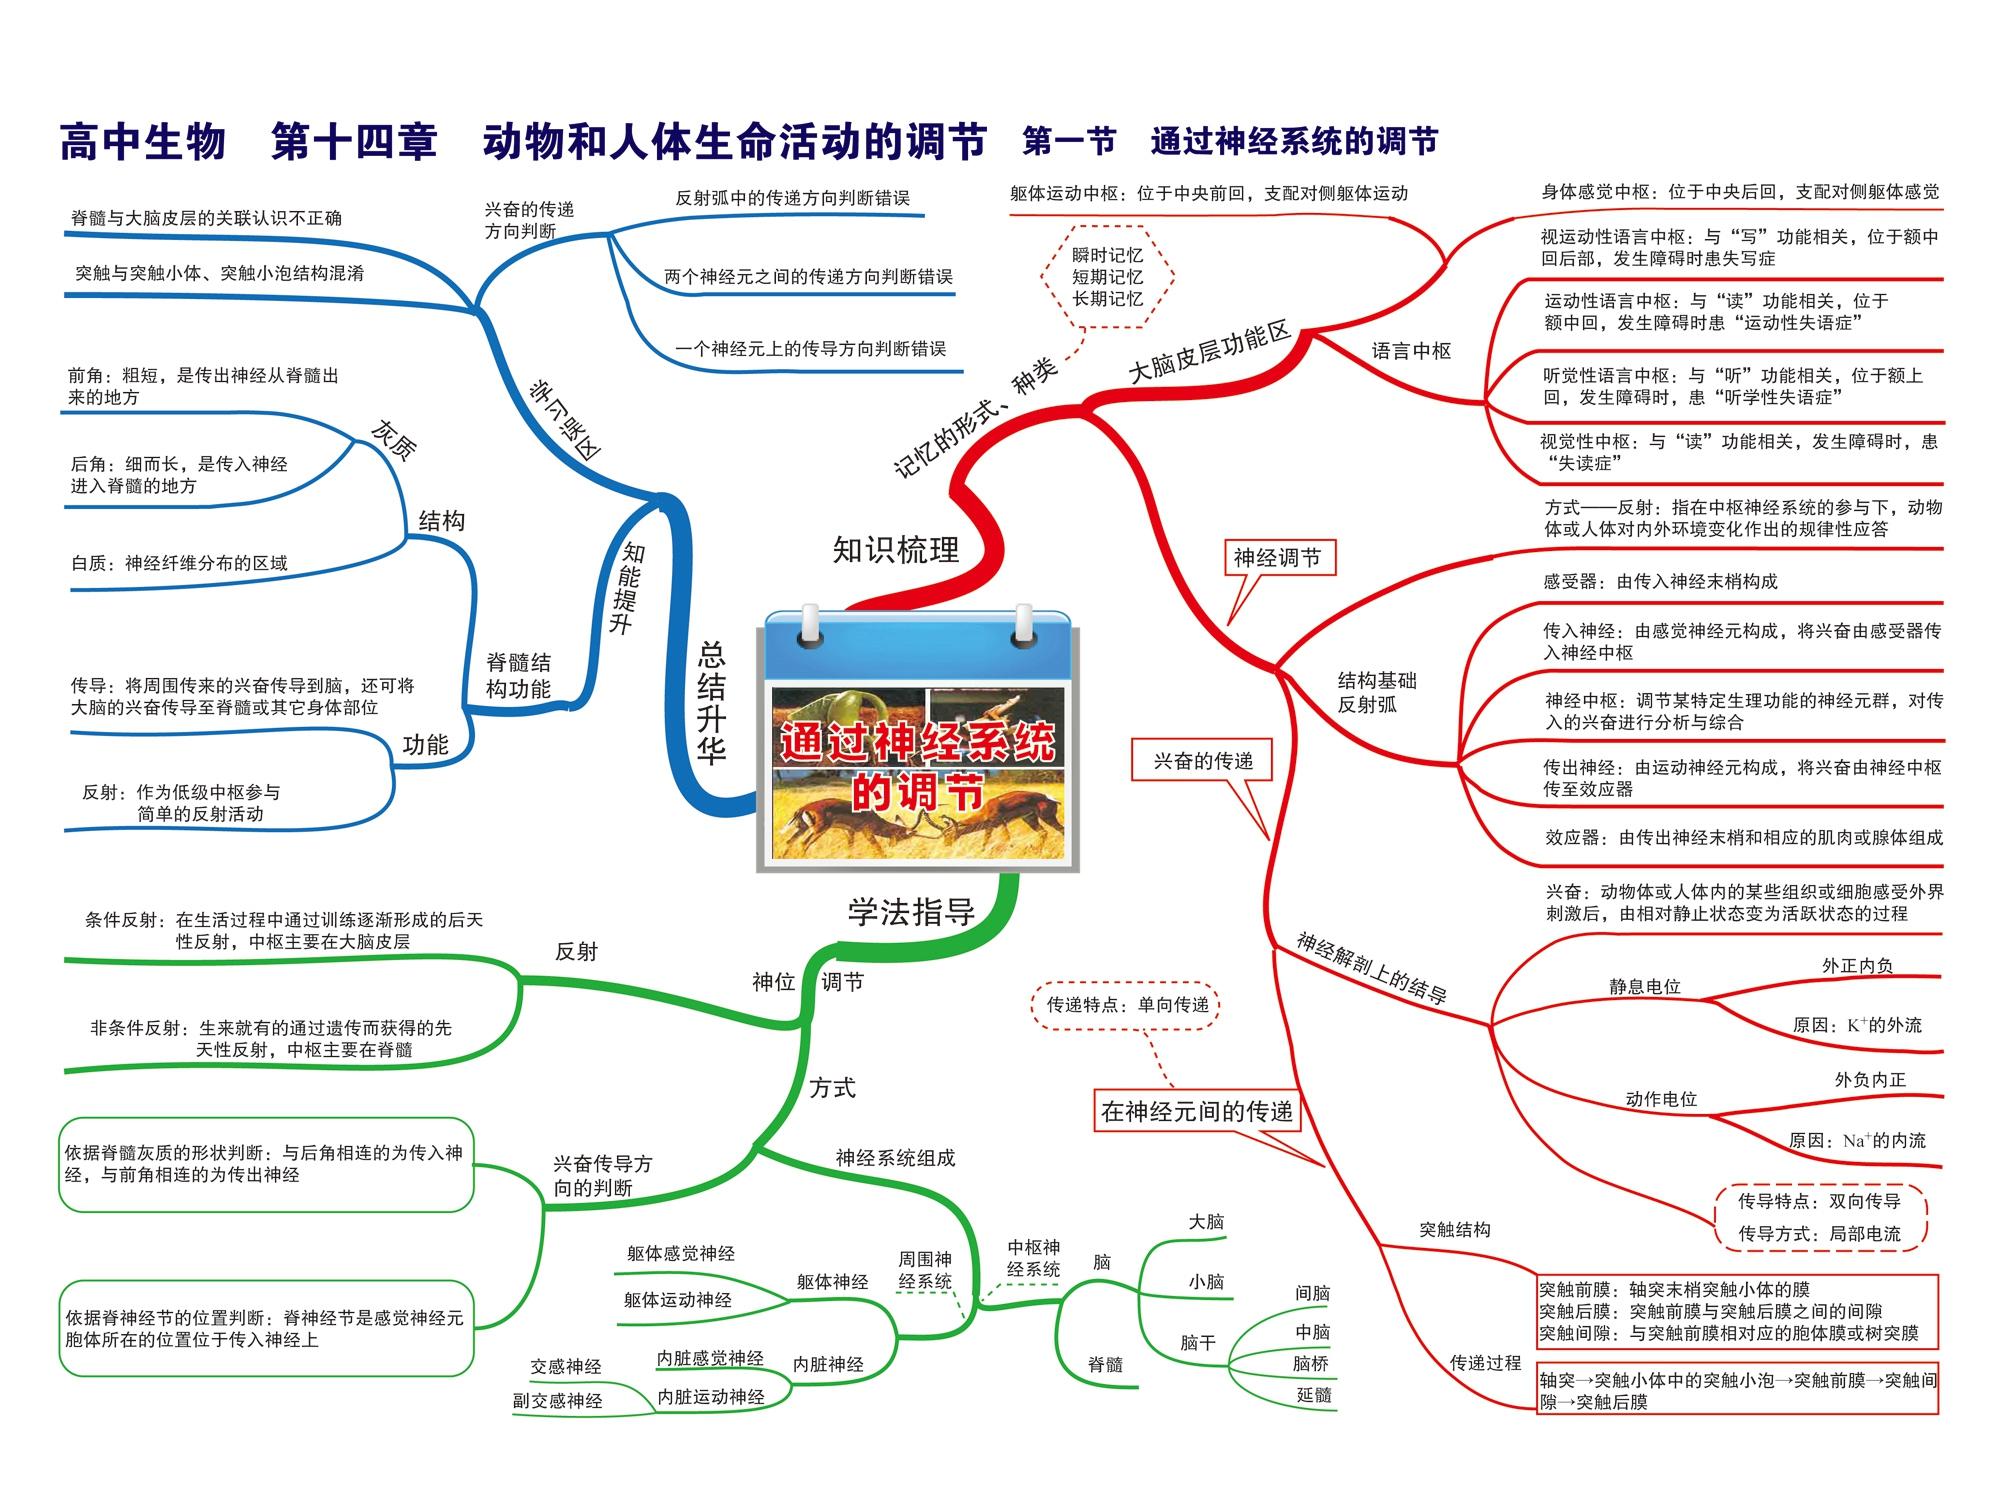 高中生物 第十四章 动物和人体生命活动的调节 第一节 通过神经系统的调节
脊髓与大脑皮层的关联认识不正确
突触与突触小体、突触小泡结构混淆
兴奋的传递
方向判断
反射弧中的传递方向判断错误
两个神经元之间的传递方向判断错误
一个神经元上的传导方向判断错误
学习误区
前角：粗短，是传出神经从脊髓出
来的地方
后角：细而长，是传入神经
进入脊髓的地方
灰质
白质：神经纤维分布的区域
结构
知能提升
脊髓结
构功能
传导：将周围传来的兴奋传导到脑，还可将
大脑的兴奋传导至脊髓或其它身体部位
功能
反射：作为低级中枢参与
简单的反射活动
总结升华
通过神经系统
的调节
知识梳理
记忆的形式、种类
瞬时记忆
短期记忆
长期记忆
大脑皮层功能区
躯体运动中枢：位于中央前回，支配对侧躯体运动
身体感觉中枢：位于中央后回，支配对侧躯体感觉
语言中枢
视运动性语言中枢：与“写”功能相关，位于额中
回后部，发生障碍时患失写症
运动性语言中枢：与“读”功能相关，位于
额中回，发生障碍时患“运动性失语症”
听觉性语言中枢：与“听”功能相关，位于额上
回，发生障碍时，患“听学性失语症”
视觉性中枢：与“读”功能相关，发生障碍时，患
“失读症”
神经调节
方式——反射：指在中枢神经系统的参与下，动物
体或人体对内外环境变化作出的规律性应答
结构基础
反射弧
感受器：由传入神经末梢构成
传入神经：由感觉神经元构成，将兴奋由感受器传
入神经中枢
神经中枢：调节某特定生理功能的神经元群，对传
入的兴奋进行分析与综合
传出神经：由运动神经元构成，将兴奋由神经中枢
传至效应器
效应器：由传出神经末梢和相应的肌肉或腺体组成
兴奋的传递
神经解剖上的结导
兴奋：动物体或人体内的某些组织或细胞感受外界
刺激后，由相对静止状态变为活跃状态的过程
静息电位
外正内负
原因：K⁺的外流
动作电位
外负内正
原因：Na⁺的内流
传导特点：双向传导
传导方式：局部电流
传递特点：单向传递
在神经元间的传递
突触结构
突触前膜：轴突末梢突触小体的膜
突触后膜：突触前膜与突触后膜之间的间隙
突触间隙：与突触前膜相对应的胞体膜或树突膜
传递过程
轴突→突触小体中的突触小泡→突触前膜→突触间
隙→突触后膜
学法指导
神位 调节
反射
条件反射：在生活过程中通过训练逐渐形成的后天
性反射，中枢主要在大脑皮层
非条件反射：生来就有的通过遗传而获得的先
天性反射，中枢主要在脊髓
方式
兴奋传导方
向的判断
依据脊髓灰质的形状判断：与后角相连的为传入神
经，与前角相连的为传出神经
依据脊神经节的位置判断：脊神经节是感觉神经元
胞体所在的位置位于传入神经上
神经系统组成
周围神
经系统
躯体神经
躯体感觉神经
躯体运动神经
内脏神经
内脏感觉神经
内脏运动神经
交感神经
副交感神经
中枢神
经系统
脑
大脑
小脑
脑干
间脑
中脑
脑桥
延髓
脊髓